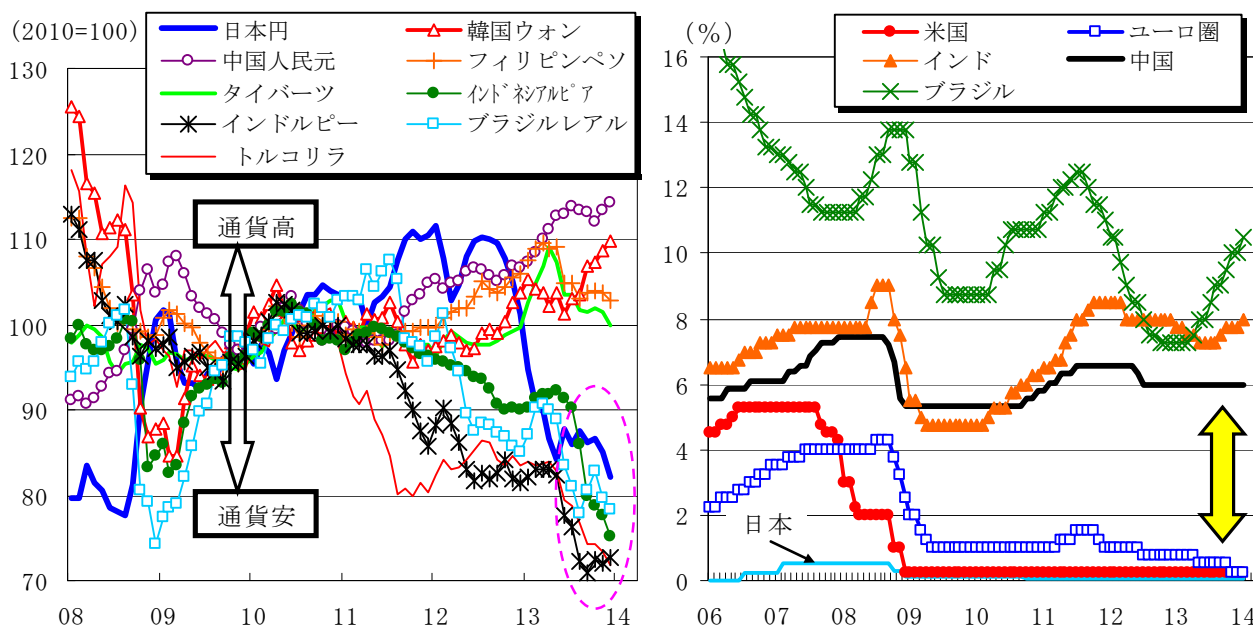 (2010=100)
日本円
韓国ウォン
中国人民元
フィリピンペソ
タイバーツ
インドネシアルピア
インドルピー
ブラジルレアル
トルコリラ
130
120
110
100
90
80
70
通貨高
通貨安
08 09 10 11 12 13 14
(%)
米国
ユーロ圏
インド
中国
ブラジル
16
14
12
10
8
6
4
2
0
日本
06 07 08 09 10 11 12 13 14